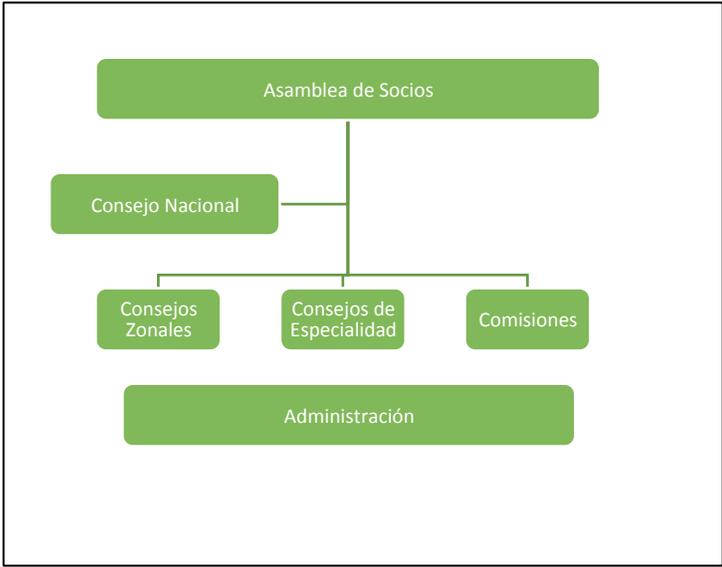 Asamblea de Socios
Consejo Nacional
Consejos
Zonales
Consejos de
Especialidad
Comisiones
Administración